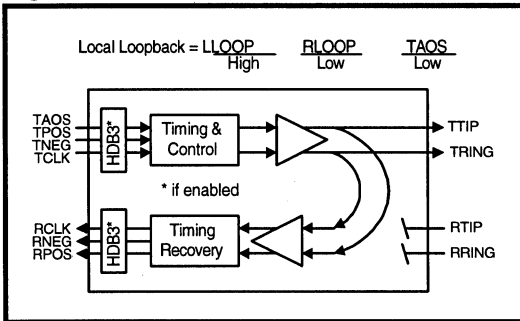 Local Loopback = LLOOP RLOOP TAOS
High Low Low
TAOS
TPOS
TNEG
TCLK
HDB3*
Timing &
Control
TTIP
TRING
* if enabled
RCLK
RNEG
RPOS
HDB3*
Timing
Recovery
RTIP
RRING